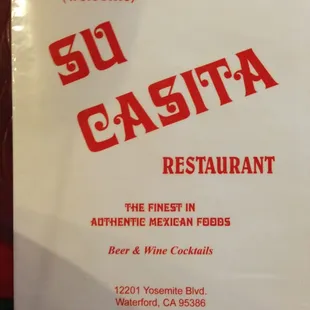 SU
CASITA
RESTAURANT
THE FINEST IN
AUTHENTIC MEXICAN FOODS
Beer & Wine Cocktails
12201 Yosemite Blvd.
Waterford, CA 95386